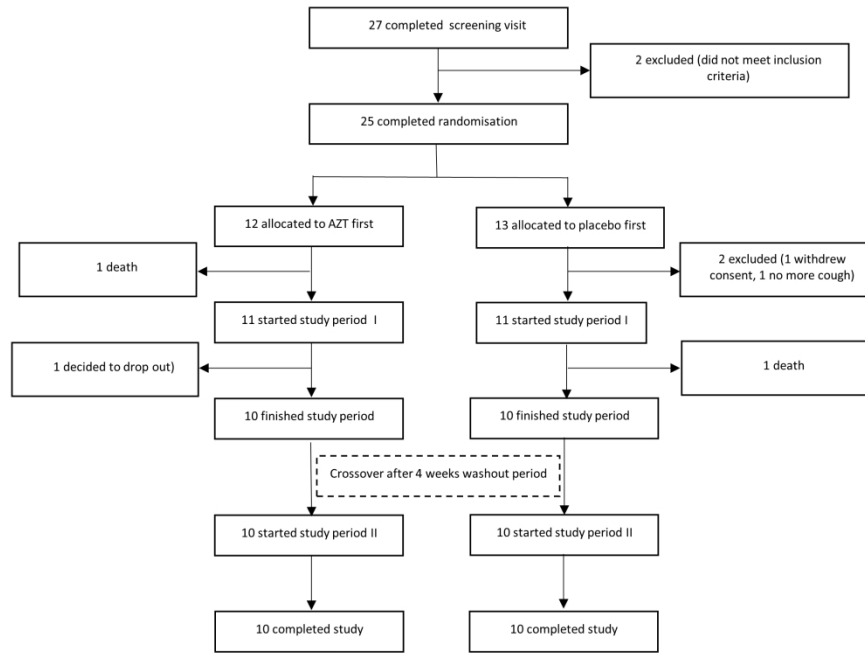 27 completed screening visit
2 excluded (did not meet inclusion
criteria)
25 completed randomisation
12 allocated to AZT first
13 allocated to placebo first
1 death
2 excluded (1 withdrew
consent, 1 no more cough)
11 started study period I
11 started study period I
1 decided to drop out)
1 death
10 finished study period
10 finished study period
Crossover after 4 weeks washout period
10 started study period II
10 started study period II
10 completed study
10 completed study